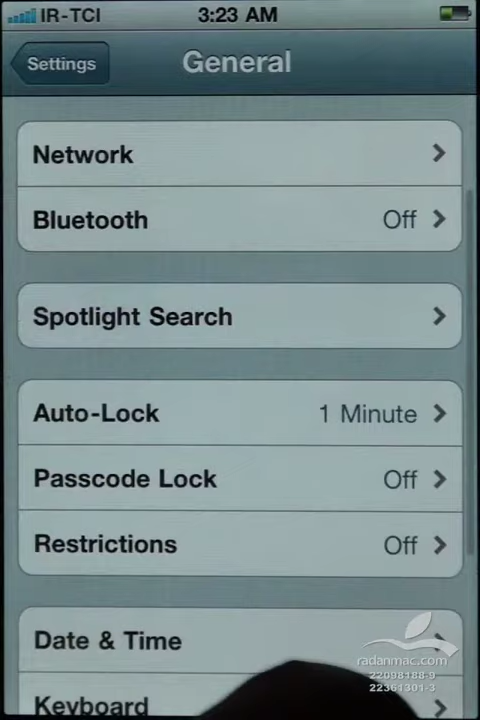 IR-TCI 3:23 AM
Settings General
Network
Bluetooth Off
Spotlight Search
Auto-Lock 1 Minute
Passcode Lock Off
Restrictions Off
Date & Time
Keyboard
radanmac.com
22098188-9
22361301-3